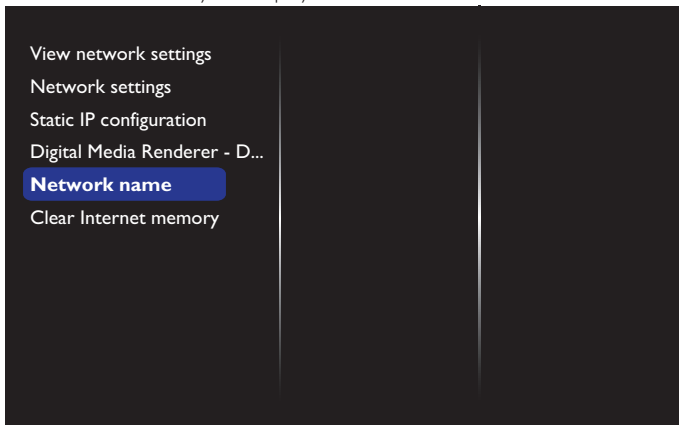 View network settings
Network settings
Static IP configuration
Digital Media Renderer - D...
Network name
Clear Internet memory